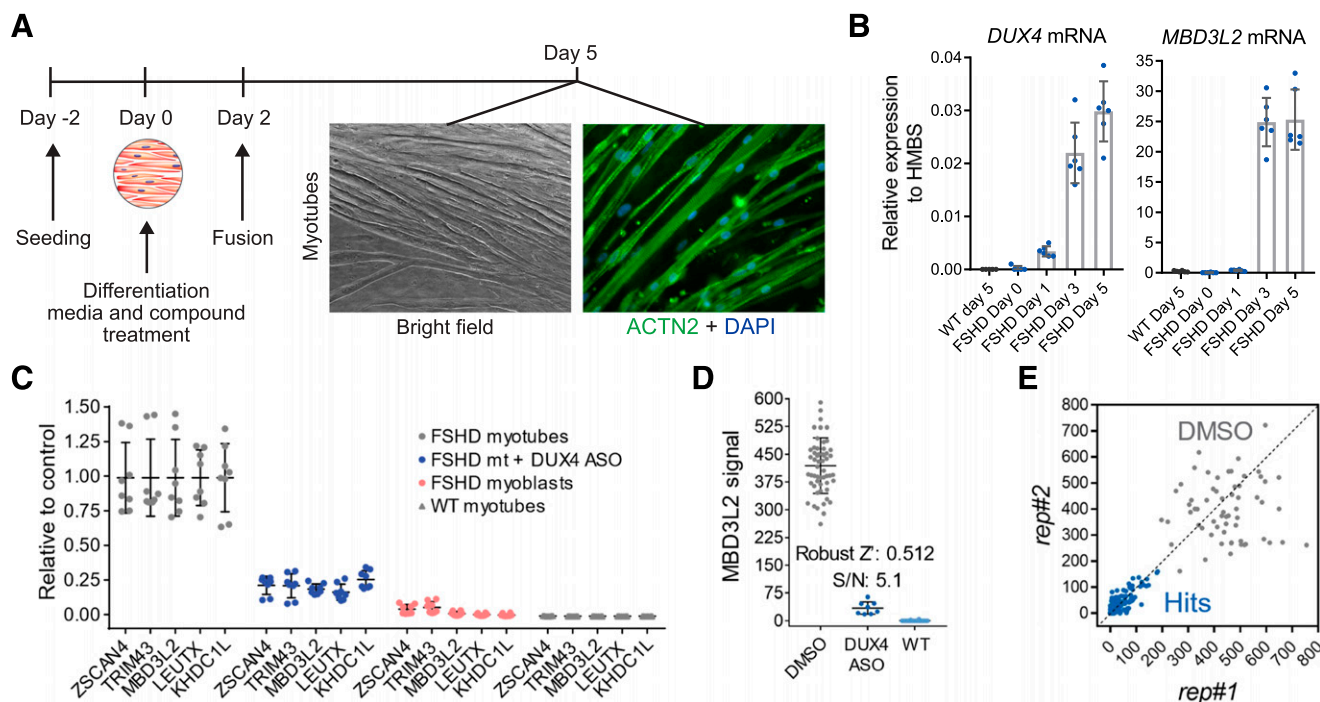 A
Day 5
Day -2
Day 0
Day 2
Seeding
Fusion
Differentiation
media and compound
treatment
Myotubes
Bright field
ACTN2 + DAPI
B
DUX4 mRNA
MBD3L2 mRNA
Relative expression
to HMBS
0.04
0.03
0.02
0.01
0.00
WT day 5
FSHD Day 0
FSHD Day 1
FSHD Day 3
FSHD Day 5
35
30
25
20
15
10
5
0
WT Day 5
FSHD Day 0
FSHD Day 1
FSHD Day 3
FSHD Day 5
C
Relative to control
1.50
1.25
1.00
0.75
0.50
0.25
0.00
FSHD myotubes
FSHD mt + DUX4 ASO
FSHD myoblasts
WT myotubes
ZSCAN4
TRIM43
MBD3L2
LEUTX
KHDC1L
ZSCAN4
TRIM43
MBD3L2
LEUTX
KHDC1L
ZSCAN4
TRIM43
MBD3L2
LEUTX
KHDC1L
ZSCAN4
TRIM43
MBD3L2
LEUTX
KHDC1L
D
MBD3L2 signal
600
525
450
375
300
225
150
75
0
Robust Z': 0.512
S/N: 5.1
DMSO
DUX4
ASO
WT
E
rep#2
800
700
600
500
400
300
200
100
0
DMSO
Hits
0
100
200
300
400
500
600
700
800
rep#1